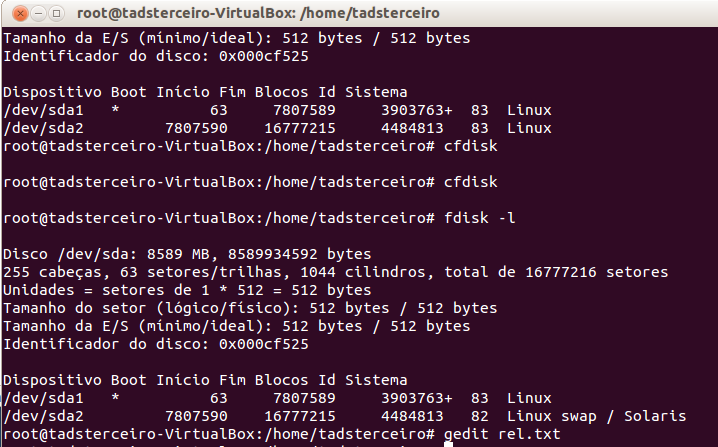 root@tadsterceiro-VirtualBox: /home/tadsterceiro
Tamanho da E/S (mínimo/ideal): 512 bytes / 512 bytes
Identificador do disco: 0x000cf525
Dispositivo Boot Início Fim Blocos Id Sistema
/dev/sda1 * 63 7807589 3903763+ 83 Linux
/dev/sda2 7807590 16777215 4484813 83 Linux
root@tadsterceiro-VirtualBox:/home/tadsterceiro# cfdisk
root@tadsterceiro-VirtualBox:/home/tadsterceiro# cfdisk
root@tadsterceiro-VirtualBox:/home/tadsterceiro# fdisk -l
Disco /dev/sda: 8589 MB, 8589934592 bytes
255 cabeças, 63 setores/trilhas, 1044 cilindros, total de 16777216 setores
Unidades = setores de 1 * 512 = 512 bytes
Tamanho do setor (lógico/físico): 512 bytes / 512 bytes
Tamanho da E/S (mínimo/ideal): 512 bytes / 512 bytes
Identificador do disco: 0x000cf525
Dispositivo Boot Início Fim Blocos Id Sistema
/dev/sda1 * 63 7807589 3903763+ 83 Linux
/dev/sda2 7807590 16777215 4484813 82 Linux swap / Solaris
root@tadsterceiro-VirtualBox:/home/tadsterceiro# gedit rel.txt